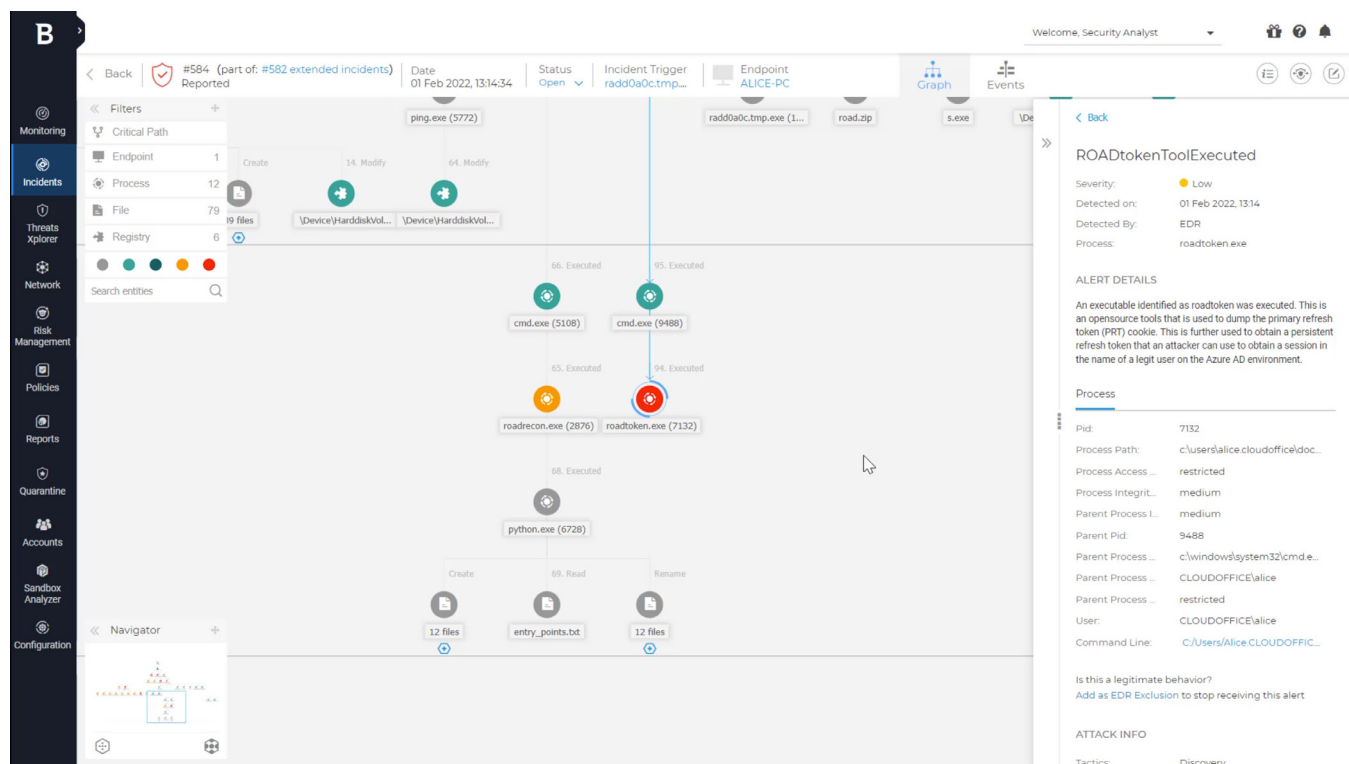 B
Welcome, Security Analyst
Back
#584 (part of: #582 extended incidents)
Reported
Date
01 Feb 2022, 13:14:34
Status
Open
Incident Trigger
radd0a0c.tmp....
Endpoint
ALICE-PC
Graph
Events
Monitoring
Incidents
Threats
Xplorer
Network
Risk
Management
Policies
Reports
Quarantine
Accounts
Sandbox
Analyzer
Configuration
Filters
Critical Path
Endpoint 1
Process 12
File 79
Registry 6
Search entities
ping.exe (5772)
radd0a0c.tmp.exe (1...
road.zip
s.exe
\De
Create
14. Modify
64. Modify
39 files
\Device\HarddiskVol...
\Device\HarddiskVol...
66. Executed
95. Executed
cmd.exe (5108)
cmd.exe (9488)
65. Executed
94. Executed
roadrecon.exe (2876)
roadtoken.exe (7132)
68. Executed
python.exe (6728)
Create
69. Read
Rename
12 files
entry_points.txt
12 files
Navigator
Back
ROADtokenToolExecuted
Severity: Low
Detected on: 01 Feb 2022, 13:14
Detected By: EDR
Process: roadtoken.exe
ALERT DETAILS
An executable identified as roadtoken was executed. This is
an opensource tools that is used to dump the primary refresh
token (PRT) cookie. This is further used to obtain a persistent
refresh token that an attacker can use to obtain a session in
the name of a legit user on the Azure AD environment.
Process
Pid: 7132
Process Path: c:\users\alice.cloudoffice\doc...
Process Access ... restricted
Process Integrit... medium
Parent Process I... medium
Parent Pid: 9488
Parent Process ... c:\windows\system32\cmd.e...
Parent Process ... CLOUDOFFICE\alice
Parent Process ... restricted
User: CLOUDOFFICE\alice
Command Line: C:/Users/Alice.CLOUDOFFIC...
Is this a legitimate behavior?
Add as EDR Exclusion to stop receiving this alert
ATTACK INFO
Tactics: Discovery